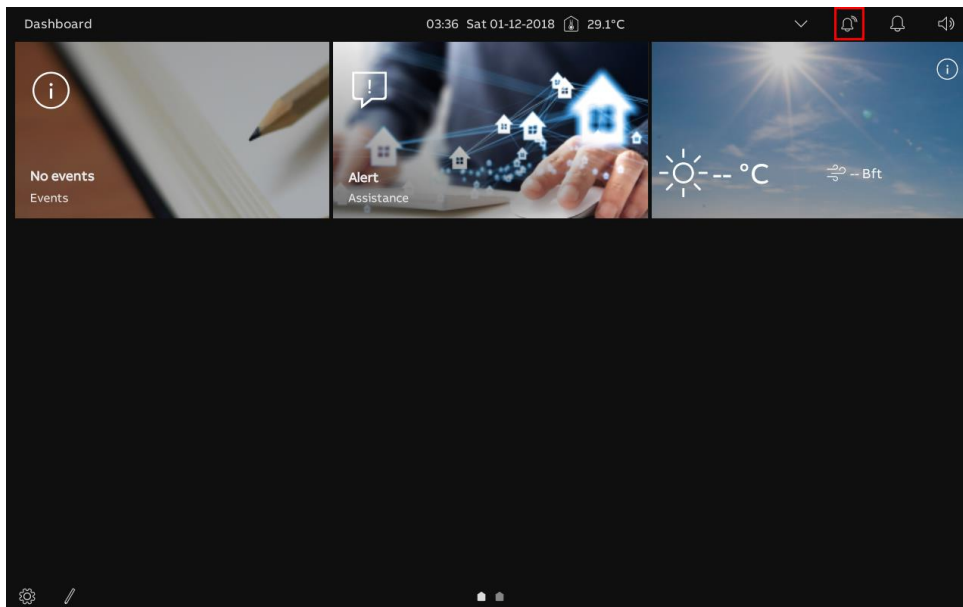 Dashboard
03:36 Sat 01-12-2018 29.1°C
No events
Events
Alert
Assistance
-- °C
-- Bft